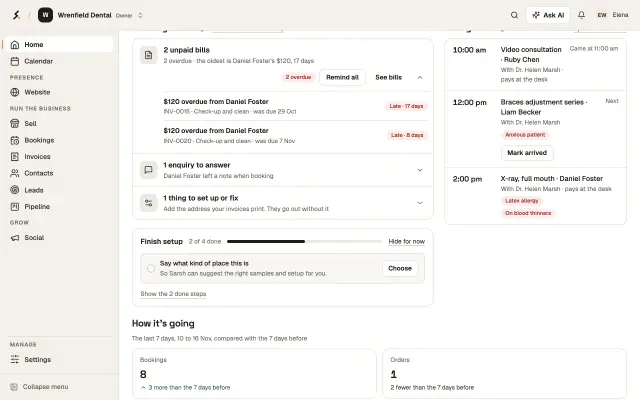 W Wrenfield Dental Owner
Ask AI
EW Elena
Home
Calendar
PRESENCE
Website
RUN THE BUSINESS
Sell
Bookings
Invoices
Contacts
Leads
Pipeline
GROW
Social
MANAGE
Settings
Collapse menu
2 unpaid bills
2 overdue · the oldest is Daniel Foster's $120, 17 days
2 overdue
Remind all
See bills
$120 overdue from Daniel Foster
INV-0015 · Check-up and clean · was due 29 Oct
Late · 17 days
$120 overdue from Daniel Foster
INV-0020 · Check-up and clean · was due 7 Nov
Late · 8 days
1 enquiry to answer
Daniel Foster left a note when booking
1 thing to set up or fix
Add the address your invoices print. They go out without it
Finish setup 2 of 4 done
Hide for now
Say what kind of place this is
So Saroh can suggest the right samples and setup for you.
Choose
Show the 2 done steps
How it's going
The last 7 days, 10 to 16 Nov, compared with the 7 days before
Bookings
8
3 more than the 7 days before
Orders
1
2 fewer than the 7 days before
10:00 am
Video consultation
· Ruby Chen
Came at 11:00 am
With Dr. Helen Marsh ·
pays at the desk
12:00 pm
Braces adjustment series ·
Liam Becker
Next
With Dr. Helen Marsh
Anxious patient
Mark arrived
2:00 pm
X-ray, full mouth · Daniel Foster
With Dr. Helen Marsh · pays at the desk
Latex allergy
On blood thinners